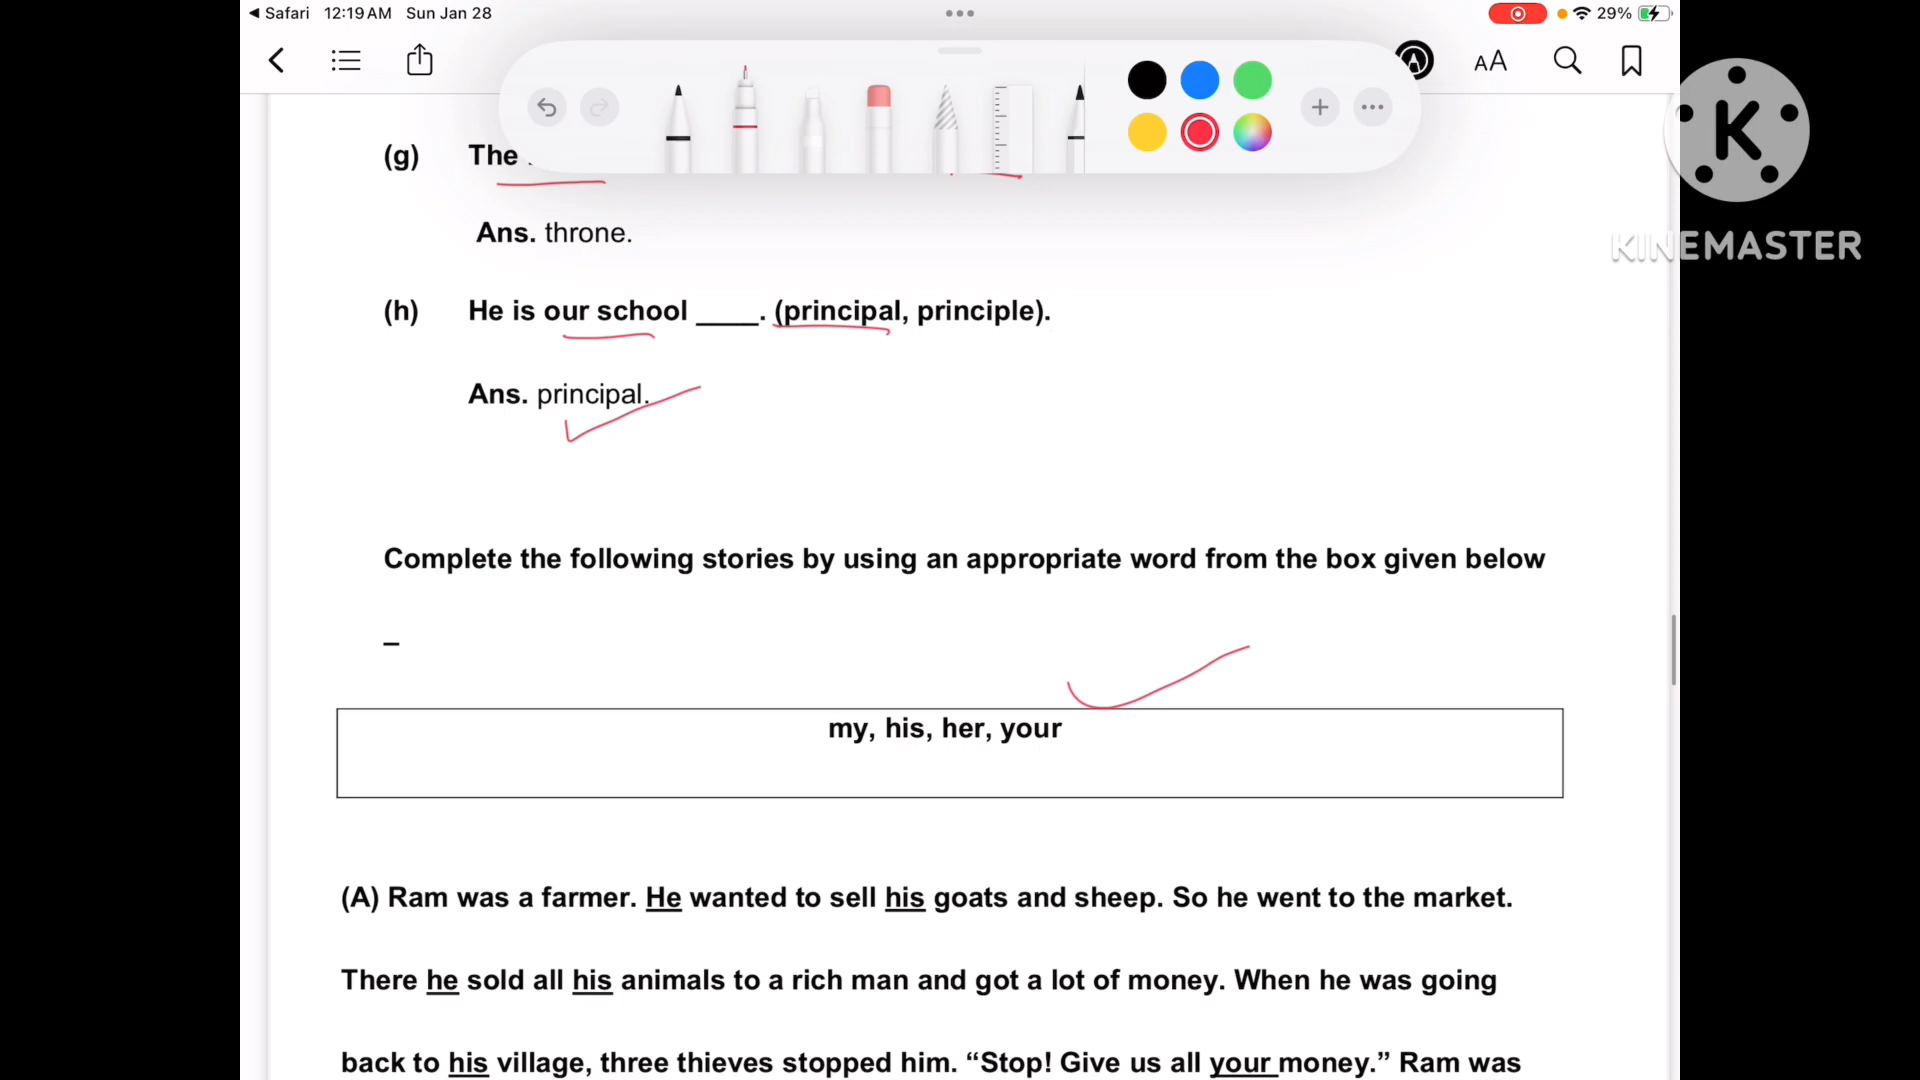 Safari 12:19 AM Sun Jan 28
29%
AA
K
KINEMASTER
(g) The
Ans. throne.
(h) He is our school ____. (principal, principle).
Ans. principal.
Complete the following stories by using an appropriate word from the box given below
–
my, his, her, your
(A) Ram was a farmer. He wanted to sell his goats and sheep. So he went to the market.
There he sold all his animals to a rich man and got a lot of money. When he was going
back to his village, three thieves stopped him. “Stop! Give us all your money.” Ram was